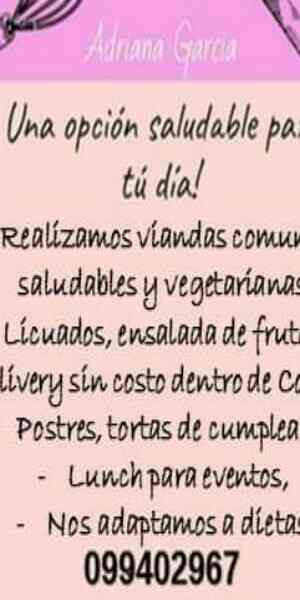 Adriana Garcia
Una opción saludable pa
tú día!
Realizamos viandas comun
saludables y vegetarianas
Licuados, ensalada de frut
livery sin costo dentro de Co
Postres, tortas de cumplea
- Lunch para eventos,
- Nos adaptamos a dietas
099402967